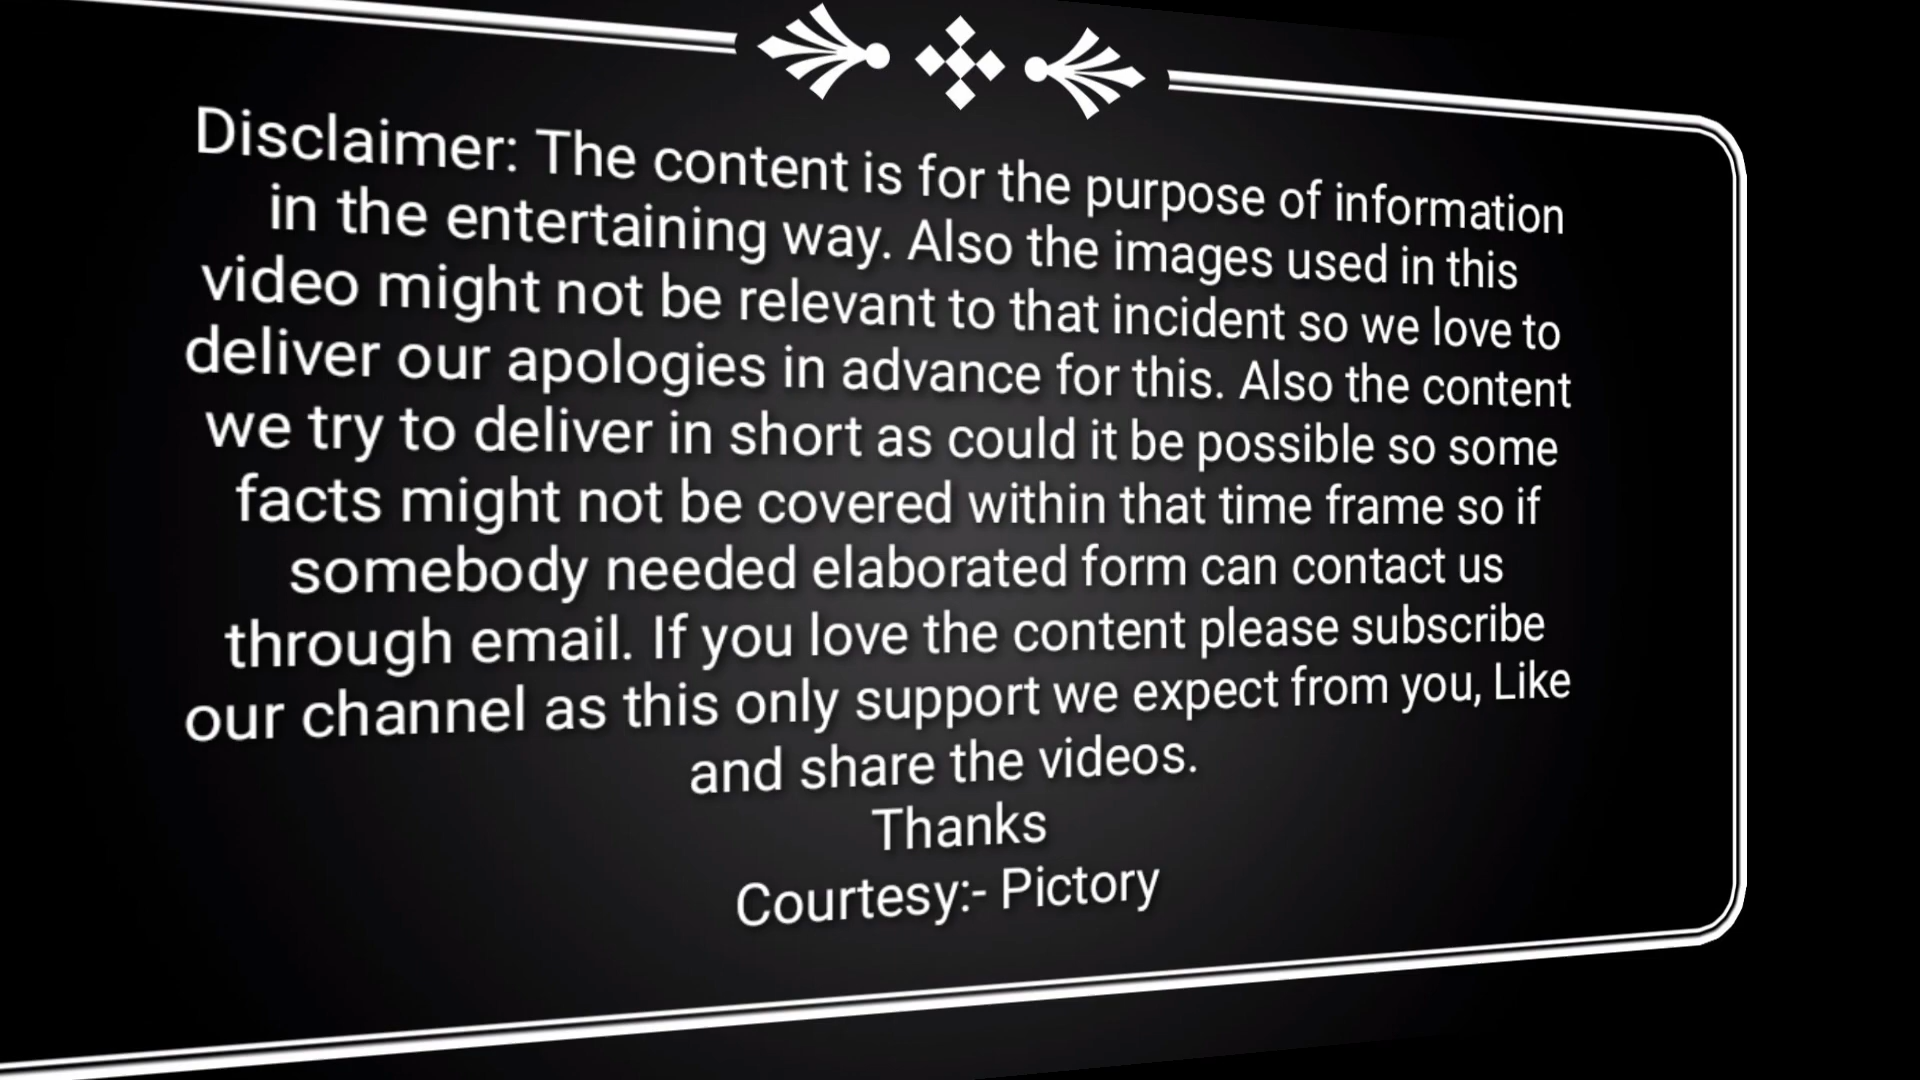 Disclaimer: The content is for the purpose of information
in the entertaining way. Also the images used in this
video might not be relevant to that incident so we love to
deliver our apologies in advance for this. Also the content
we try to deliver in short as could it be possible so some
facts might not be covered within that time frame so if
somebody needed elaborated form can contact us
through email. If you love the content please subscribe
our channel as this only support we expect from you, Like
and share the videos.
Thanks
Courtesy:- Pictory